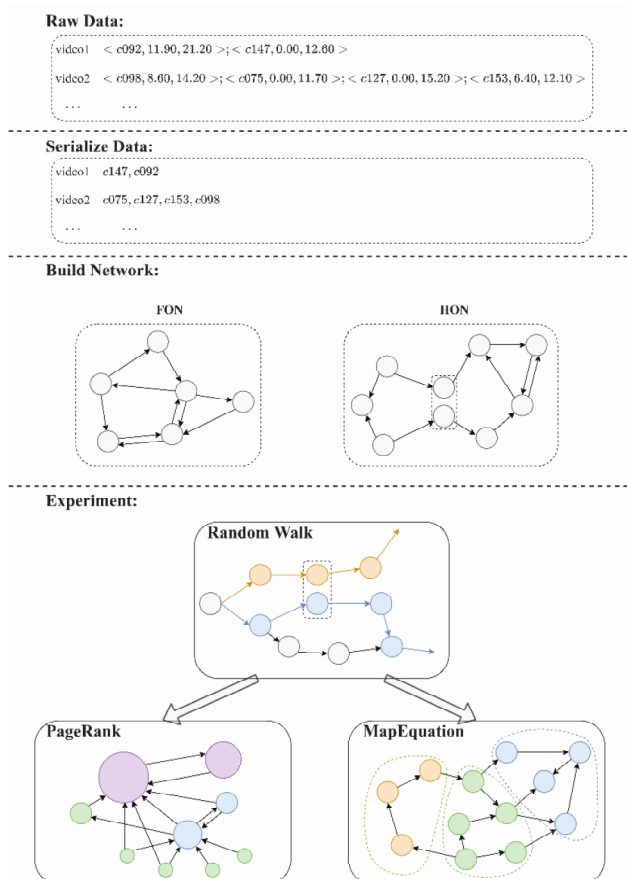 Raw Data:
video1 < c092, 11.90, 21.20 >; < c147, 0.00, 12.60 >
video2 < c098, 8.60, 14.20 >; < c075, 0.00, 11.70 >; < c127, 0.00, 15.20 >; < c153, 6.40, 12.10 >
... ...
Serialize Data:
video1 c147, c092
video2 c075, c127, c153, c098
... ...
Build Network:
FON HON
Experiment:
Random Walk
PageRank MapEquation